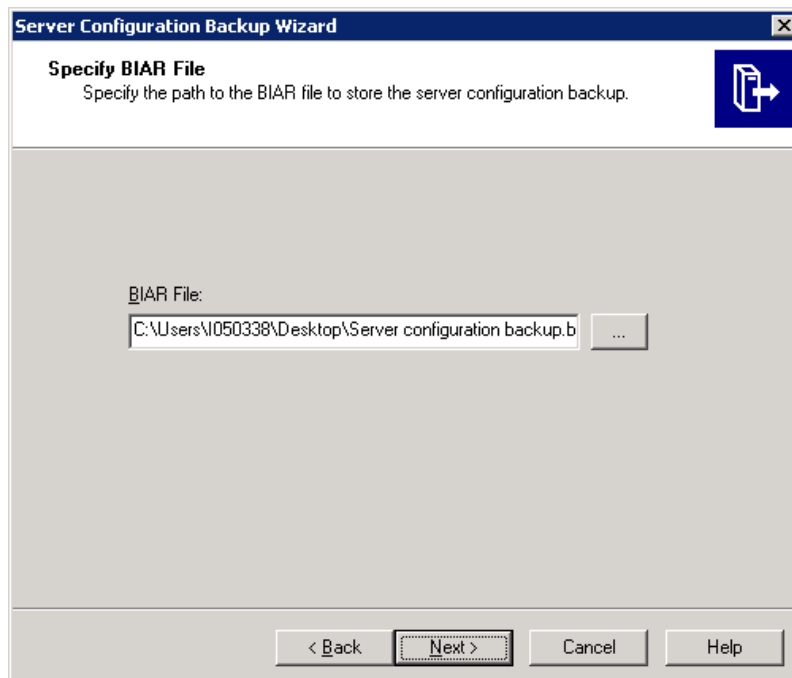 Server Configuration Backup Wizard
Specify BIAR File
Specify the path to the BIAR file to store the server configuration backup.
BIAR File:
C:\Users\I050338\Desktop\Server configuration backup.b
...
< Back
Next >
Cancel
Help